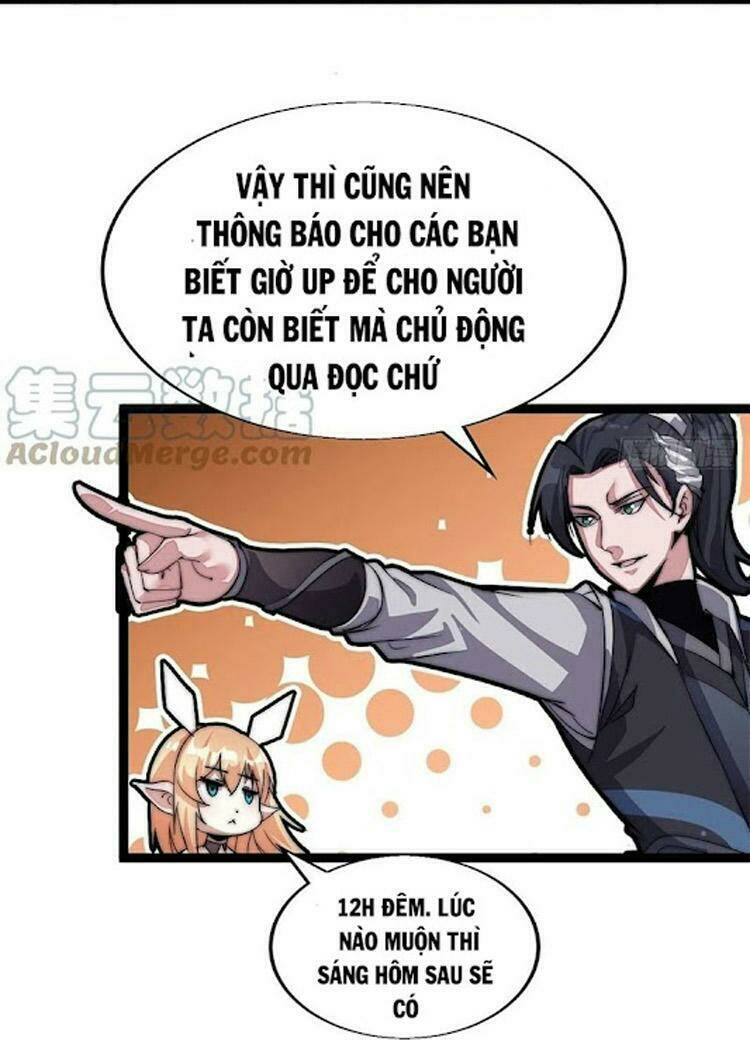 VẬY THÌ CŨNG NÊN
THÔNG BÁO CHO CÁC BẠN
BIẾT GIỜ UP ĐỂ CHO NGƯỜI
TA CÒN BIẾT MÀ CHỦ ĐỘNG
QUA ĐỌC CHỨ
集云数据
ACloudMerge.com
12H ĐÊM. LÚC
NÀO MUỘN THÌ
SÁNG HÔM SAU SẼ
CÓ